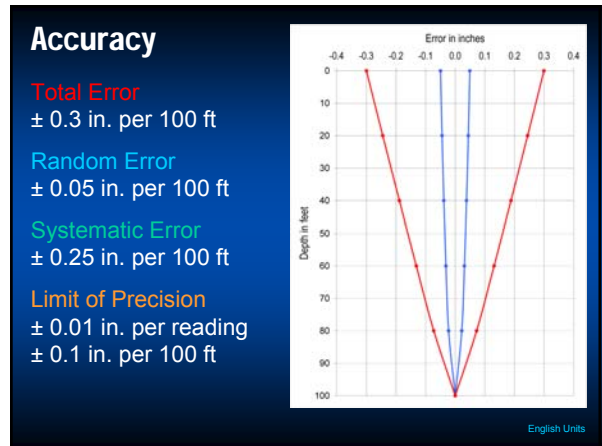 Accuracy
Total Error
± 0.3 in. per 100 ft
Random Error
± 0.05 in. per 100 ft
Systematic Error
± 0.25 in. per 100 ft
Limit of Precision
± 0.01 in. per reading
± 0.1 in. per 100 ft
Error in inches
-0.4 -0.3 -0.2 -0.1 0.0 0.1 0.2 0.3 0.4
0
10
20
30
40
50
60
70
80
90
100
Depth in feet
English Units